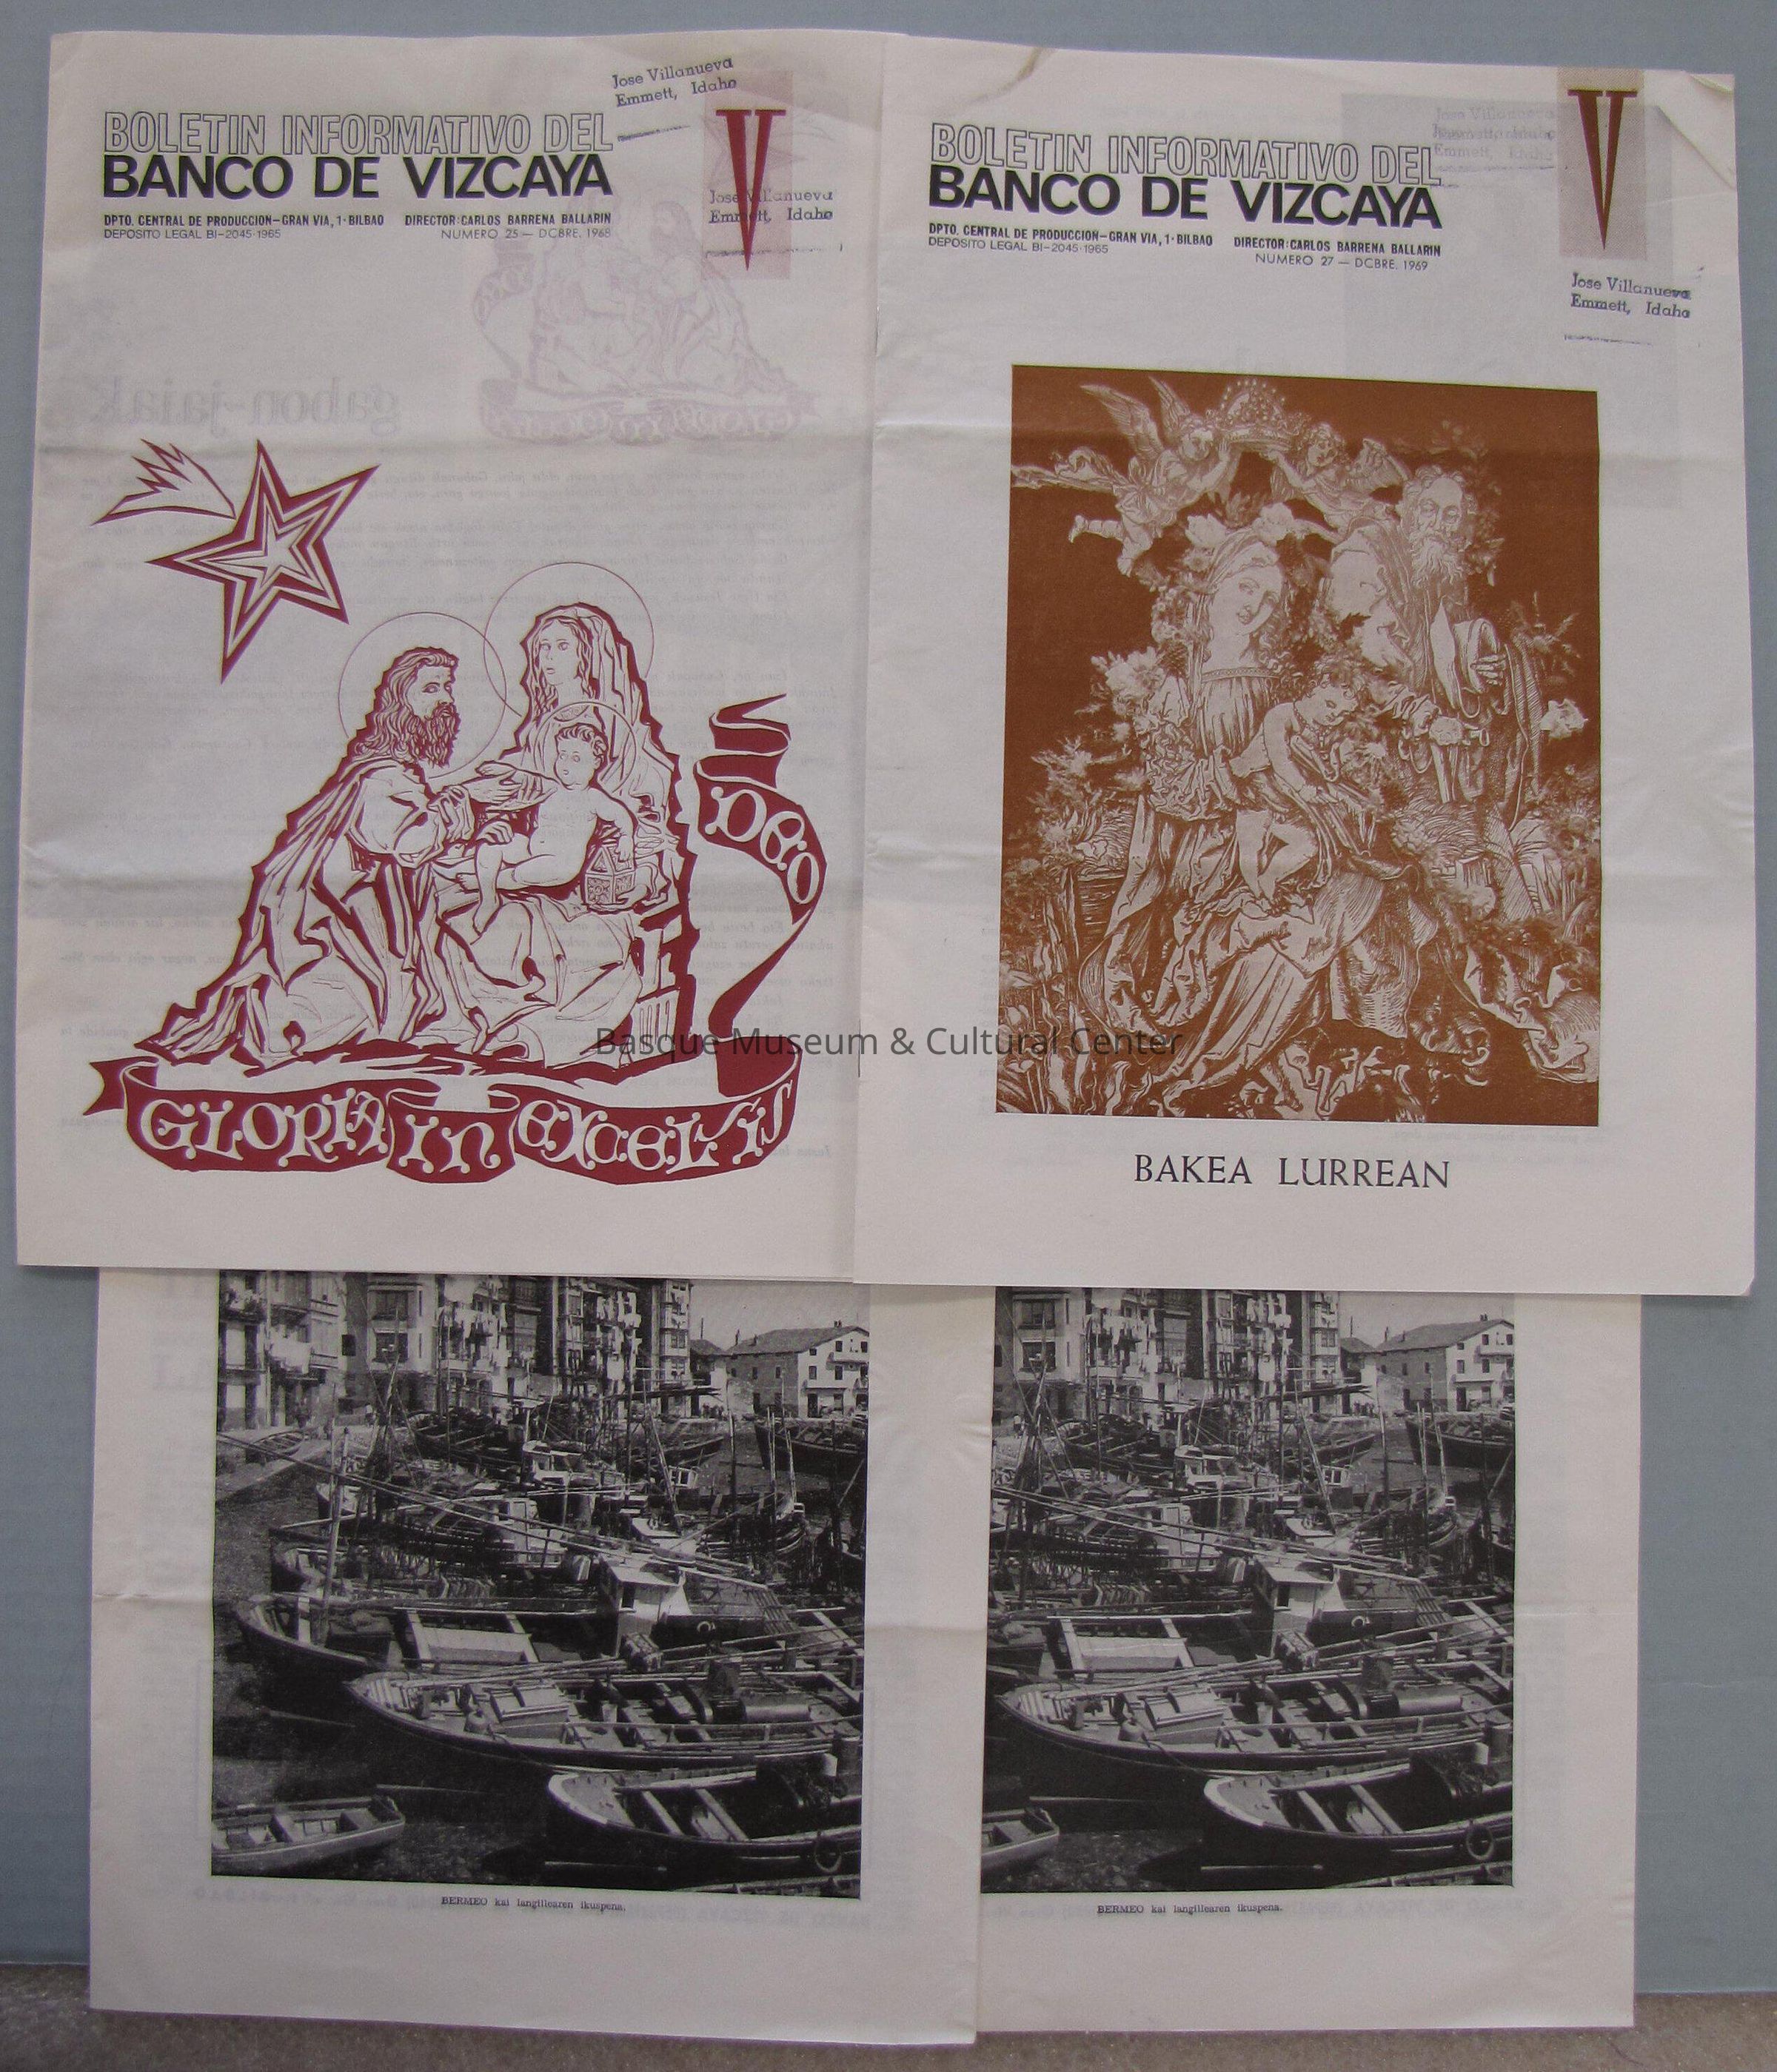 Jose Villanueva
Emmett, Idaho
BOLETIN INFORMATIVO DEL
BANCO DE VIZCAYA
DPTO. CENTRAL DE PRODUCCION-GRAN VIA, 1-BILBAO DIRECTOR: CARLOS BARRENA BALLARIN
DEPOSITO LEGAL BI-2045-1965 NUMERO 25 — DCBRE. 1968
V
Jose Villanueva
Emmett, Idaho
gabon-jaiak
DEO
GLORIA in EXCELSIS
BOLETIN INFORMATIVO DEL
BANCO DE VIZCAYA
DPTO. CENTRAL DE PRODUCCION-GRAN VIA, 1-BILBAO DIRECTOR: CARLOS BARRENA BALLARIN
DEPOSITO LEGAL BI-2045-1965 NUMERO 27 — DCBRE. 1969
Jose Villanueva
Emmett, Idaho
V
Jose Villanueva
Emmett, Idaho
BAKEA LURREAN
Basque Museum & Cultural Center
BERMEO kai langillearen ikuspena.
BERMEO kai langillearen ikuspena.